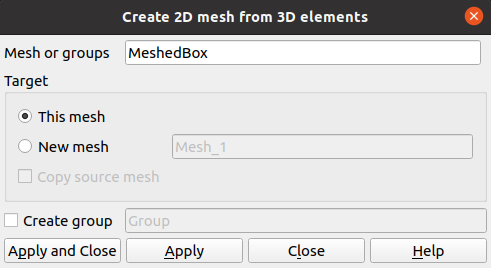 Create 2D mesh from 3D elements
Mesh or groups MeshedBox
Target
This mesh
New mesh Mesh_1
Copy source mesh
Create group Group
Apply and Close Apply Close Help